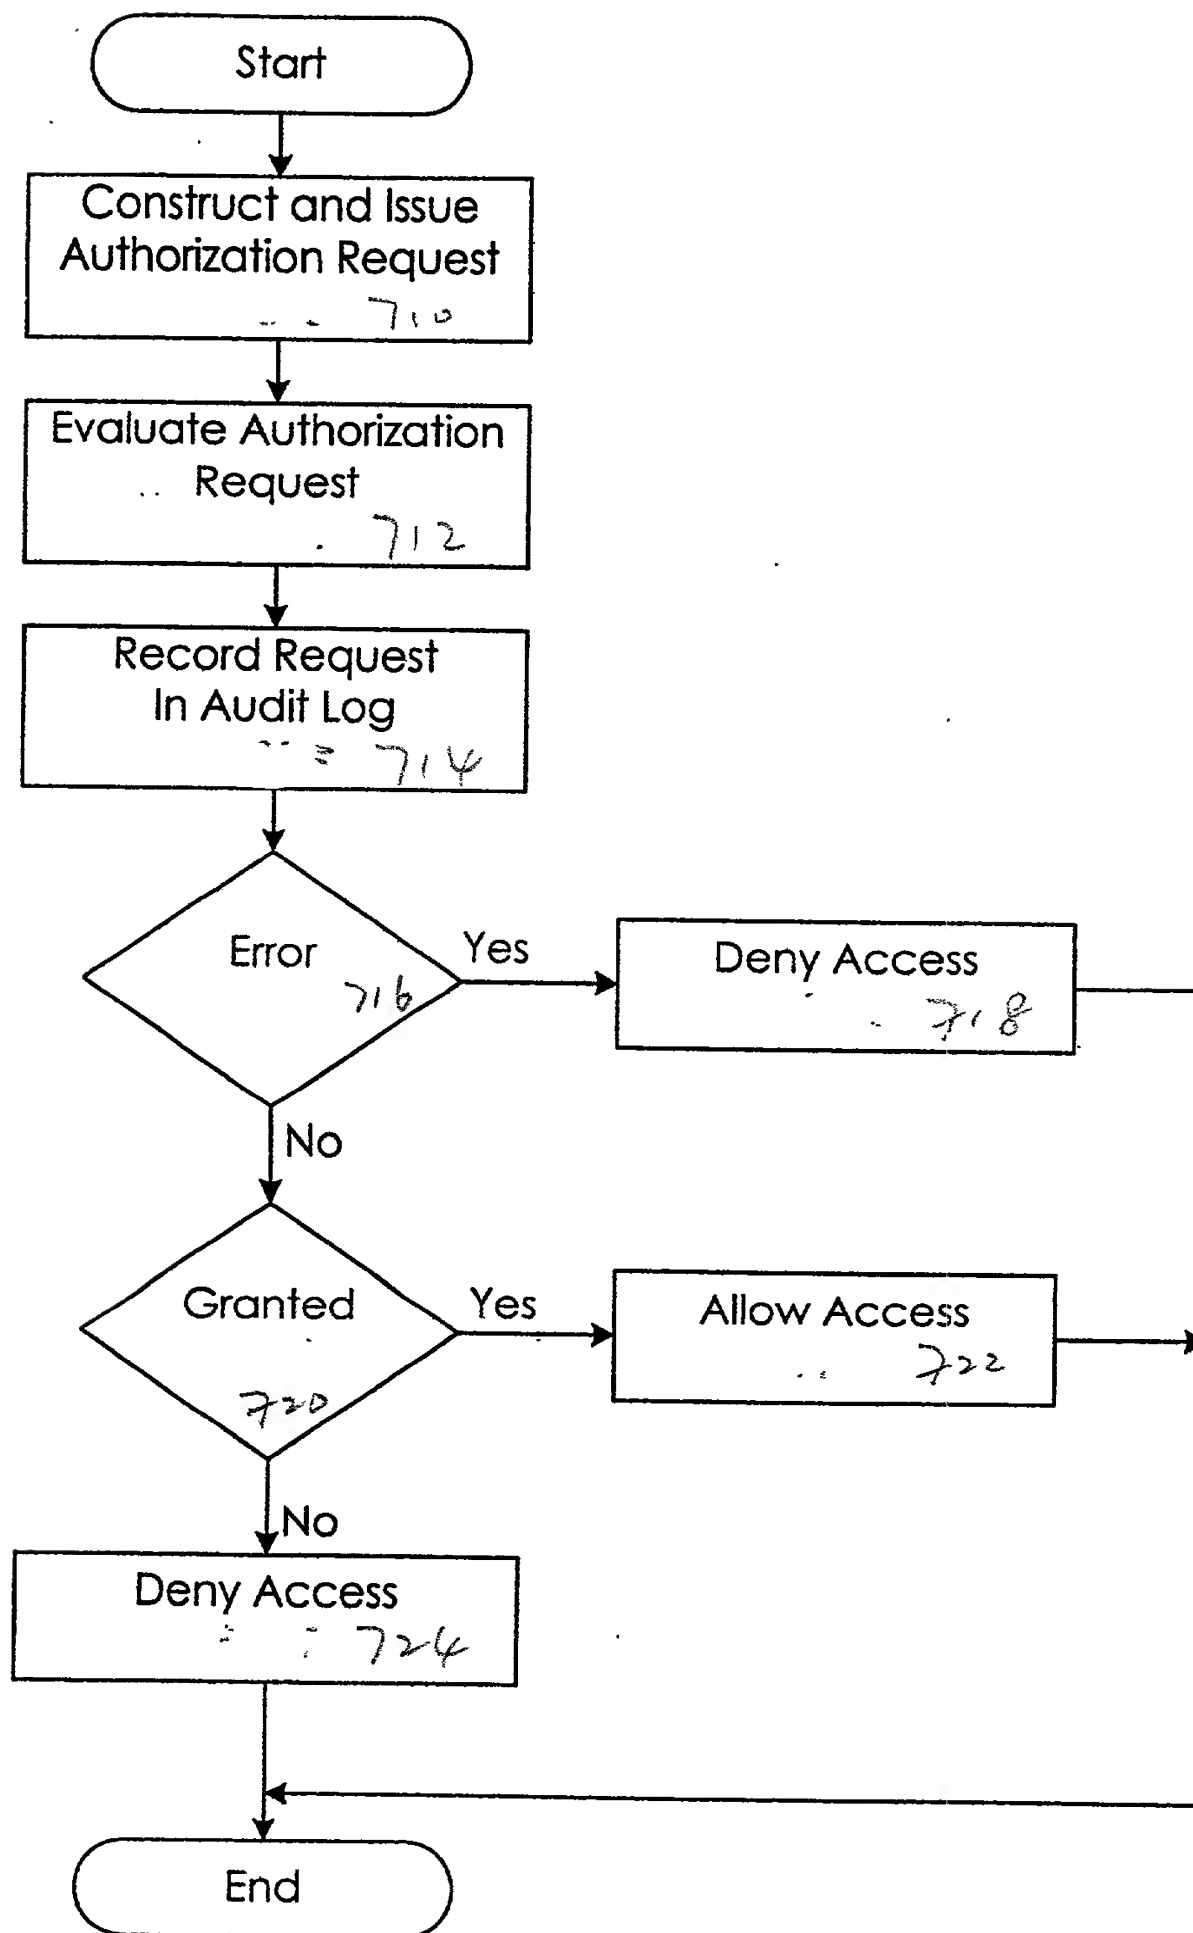 Start
Construct and Issue
Authorization Request
710
Evaluate Authorization
Request
712
Record Request
In Audit Log
714
Error
716
Yes
Deny Access
718
No
Granted
720
Yes
Allow Access
722
No
Deny Access
724
End